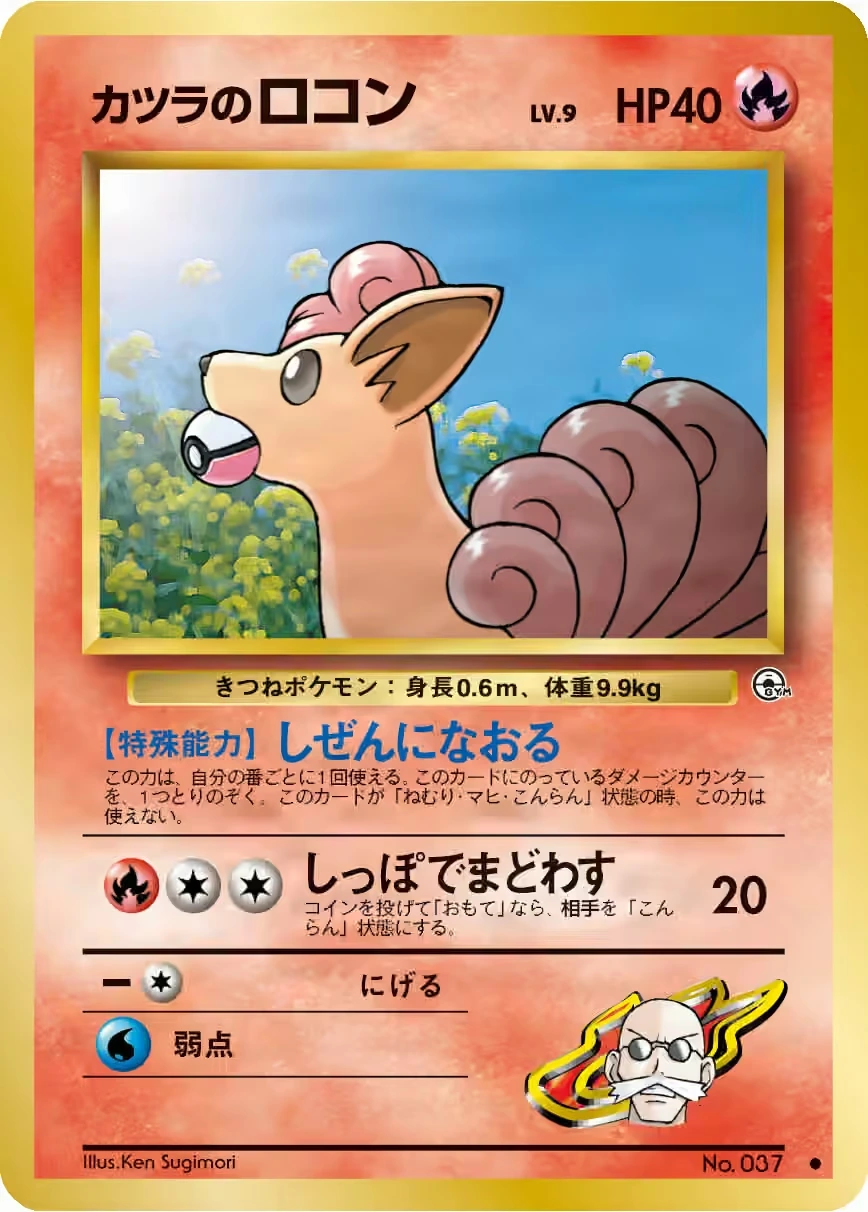 カツラのロコン LV.9 HP40
きつねポケモン：身長0.6m、体重9.9kg
GYM
【特殊能力】しぜんになおる
この力は、自分の番ごとに1回使える。このカードにのっているダメージカウンター
を、1つとりのぞく。このカードが「ねむり・マヒ・こんらん」状態の時、この力は
使えない。
しっぽでまどわす 20
コインを投げて「おもて」なら、相手を「こん
らん」状態にする。
にげる
弱点
Illus.Ken Sugimori No. 037 ●